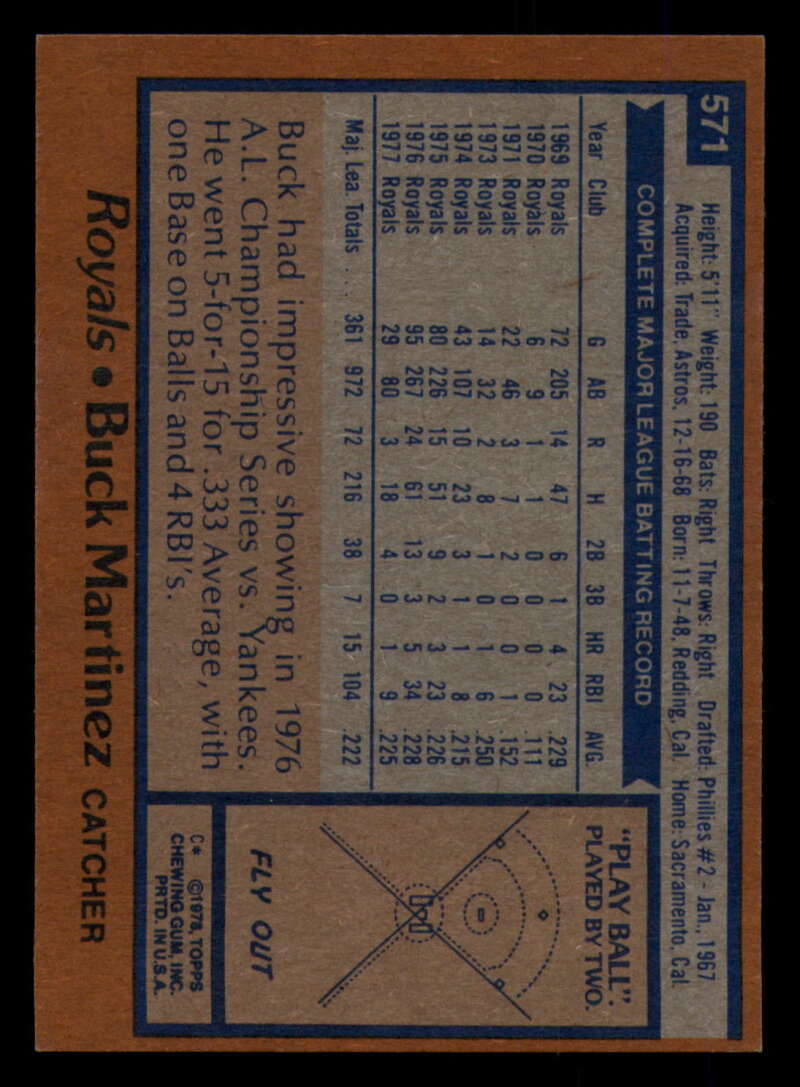 571
Height: 5'11" Weight: 190 Bats: Right Throws: Right Drafted: Phillies #2 - Jan., 1967
Acquired: Trade, Astros, 12-16-68 Born: 11-7-48, Redding, Cal. Home: Sacramento, Cal.
COMPLETE MAJOR LEAGUE BATTING RECORD
Year Club G AB R H 2B 3B HR RBI AVG.
1969 Royals 72 205 14 47 6 1 4 23 .229
1970 Royals 6 9 1 1 0 0 0 0 .111
1971 Royals 22 46 3 7 2 0 0 1 .152
1973 Royals 14 32 2 8 1 0 1 6 .250
1974 Royals 43 107 10 23 3 1 1 8 .215
1975 Royals 80 226 15 51 9 2 3 23 .226
1976 Royals 95 267 24 61 13 3 5 34 .228
1977 Royals 29 80 3 18 4 0 1 9 .225
Maj. Lea. Totals ... 361 972 72 216 38 7 15 104 .222
Buck had impressive showing in 1976
A.L. Championship Series vs. Yankees.
He went 5-for-15 for .333 Average, with
one Base on Balls and 4 RBI's.
"PLAY BALL".
PLAYED BY TWO.
FLY OUT
C* ©1978, TOPPS
CHEWING GUM, INC.
PRTD. IN U.S.A.
Royals • Buck Martinez CATCHER